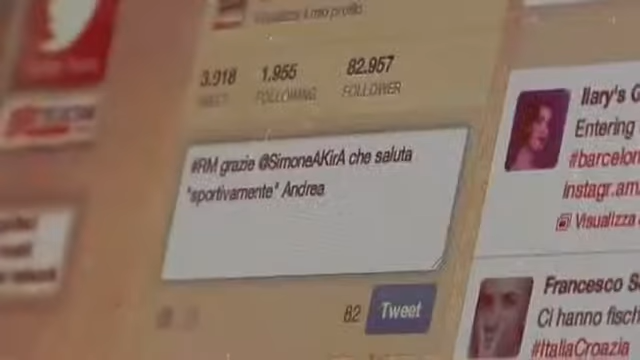 Visualizza il mio profilo
3.918 1.955 82.957
TWEET FOLLOWING FOLLOWER
#RM grazie @SimoneAKirA che saluta
"sportivamente" Andrea
82 Tweet
Ilary's G
Entering
#barcelon
instagr.am
Visualizza
Francesco S
Ci hanno fisch
#ItaliaCroazia